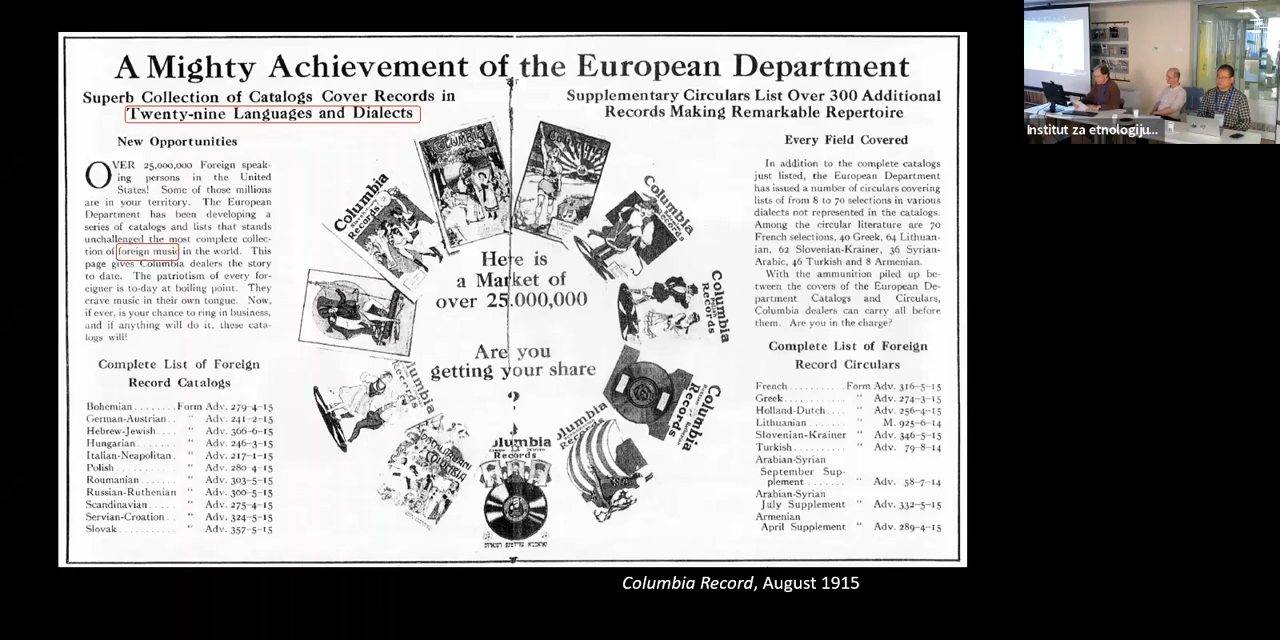 A Mighty Achievement of the European Department
Superb Collection of Catalogs Cover Records in
Twenty-nine Languages and Dialects
New Opportunities
OVER 25,000,000 Foreign speak-
ing persons in the United
States! Some of those millions
are in your territory. The European
Department has been developing a
series of catalogs and lists that stands
unchallenged the most complete collec-
tion of foreign music in the world. This
page gives Columbia dealers the story
to date. The patriotism of every for-
eigner is to-day at boiling point. They
crave music in their own tongue. Now,
if ever, is your chance to ring in business,
and if anything will do it, these cata-
logs will!
Complete List of Foreign
Record Catalogs
Bohemian ........ Form Adv. 279-4-15
German-Austrian .. " Adv. 241-2-15
Hebrew-Jewish .... " Adv. 366-6-15
Hungarian ........ " Adv. 246-3-15
Italian-Neapolitan . " Adv. 217-1-15
Polish ........... " Adv. 280-4-15
Roumanian ....... " Adv. 303-5-15
Russian-Ruthenian " Adv. 300-5-15
Scandinavian ..... " Adv. 275-4-15
Servian-Croation .. " Adv. 324-5-15
Slovak ........... " Adv. 357-5-15
Columbia
Records
Columbia
Records
Columbia
Records
Columbia
Records
Here is
a Market of
over 25,000,000
Are you
getting your share
?
Supplementary Circulars List Over 300 Additional
Records Making Remarkable Repertoire
Every Field Covered
In addition to the complete catalogs
just listed, the European Department
has issued a number of circulars covering
lists of from 8 to 70 selections in various
dialects not represented in the catalogs.
Among the circular literature are 70
French selections, 40 Greek, 64 Lithuan-
ian, 62 Slovenian-Krainer, 36 Syrian-
Arabic, 46 Turkish and 8 Armenian.
With the ammunition piled up be-
tween the covers of the European De-
partment Catalogs and Circulars,
Columbia dealers can carry all before
them. Are you in the charge?
Complete List of Foreign
Record Circulars
French .......... Form Adv. 316-5-15
Greek ........... " Adv. 274-3-15
Holland-Dutch .... " Adv. 256-4-15
Lithuanian ....... " M. 925-6-14
Slovenian-Krainer " Adv. 346-5-15
Turkish .......... " Adv. 79-8-14
Arabian-Syrian
September Sup-
plement ....... " Adv. 58-7-14
Arabian-Syrian
July Supplement " Adv. 332-5-15
Armenian
April Supplement " Adv. 289-4-15
Columbia Record, August 1915
Institut za etnologiju...